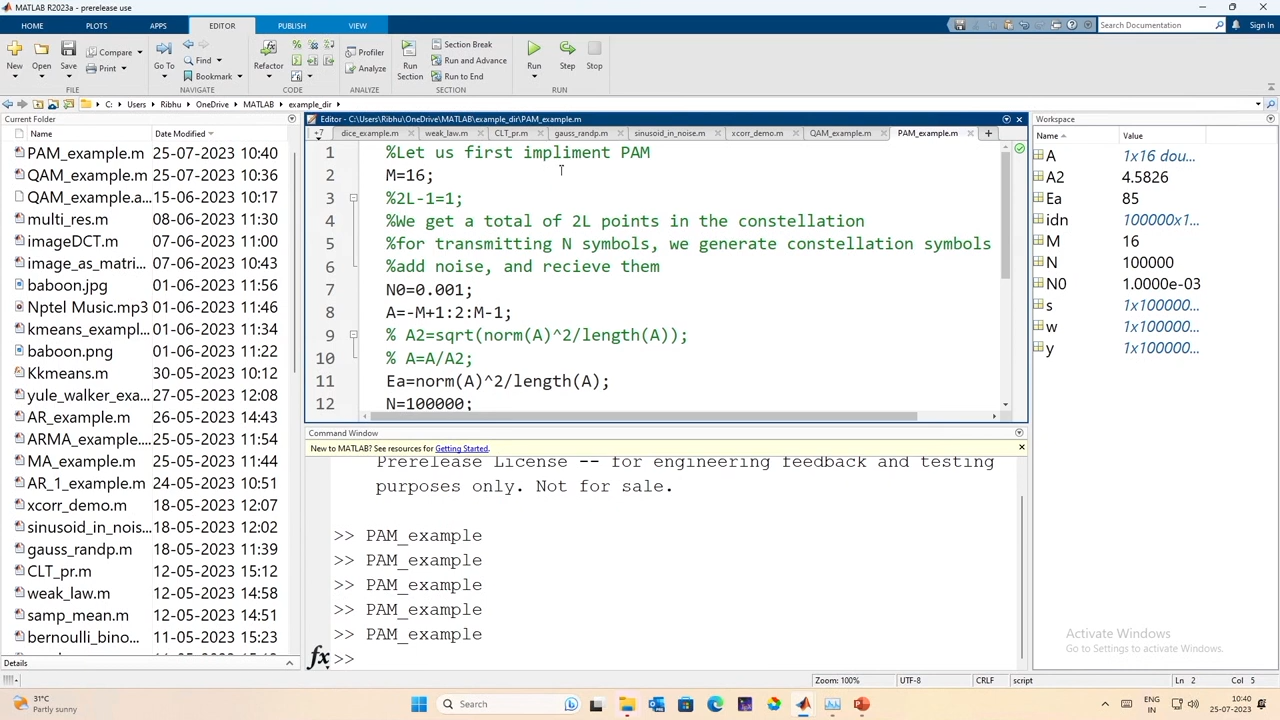 MATLAB R2023a - prerelease use
HOME PLOTS APPS EDITOR PUBLISH VIEW
Search Documentation
Sign In
New Open Save
Compare
Print
FILE
Go To
Find
Bookmark
NAVIGATE
Refactor
CODE
Profiler
Analyze
ANALYZE
Run Section
Section Break
Run and Advance
Run to End
SECTION
Run Step Stop
RUN
C: Users Ribhu OneDrive MATLAB example_dir
Current Folder
Name Date Modified
PAM_example.m 25-07-2023 10:40
QAM_example.m 25-07-2023 10:36
QAM_example.a... 15-06-2023 10:17
multi_res.m 08-06-2023 11:30
imageDCT.m 07-06-2023 11:00
image_as_matri... 07-06-2023 10:43
baboon.jpg 01-06-2023 11:56
Nptel Music.mp3 01-06-2023 11:46
kmeans_exampl... 01-06-2023 11:34
baboon.png 01-06-2023 11:22
Kkmeans.m 30-05-2023 10:12
yule_walker_exa... 27-05-2023 12:08
AR_example.m 26-05-2023 14:43
ARMA_example.... 25-05-2023 11:54
MA_example.m 25-05-2023 11:44
AR_1_example.m 24-05-2023 10:51
xcorr_demo.m 18-05-2023 12:07
sinusoid_in_nois... 18-05-2023 12:02
gauss_randp.m 18-05-2023 11:39
CLT_pr.m 12-05-2023 15:12
weak_law.m 12-05-2023 14:58
samp_mean.m 12-05-2023 14:51
bernoulli_bino... 11-05-2023 15:23
Details
Editor - C:\Users\Ribhu\OneDrive\MATLAB\example_dir\PAM_example.m
+7 dice_example.m weak_law.m CLT_pr.m gauss_randp.m sinusoid_in_noise.m xcorr_demo.m QAM_example.m PAM_example.m
1 %Let us first impliment PAM
2 M=16;
3 %2L-1=1;
4 %We get a total of 2L points in the constellation
5 %for transmitting N symbols, we generate constellation symbols
6 %add noise, and recieve them
7 N0=0.001;
8 A=-M+1:2:M-1;
9 % A2=sqrt(norm(A)^2/length(A));
10 % A=A/A2;
11 Ea=norm(A)^2/length(A);
12 N=100000;
Command Window
New to MATLAB? See resources for Getting Started.
Prerelease License -- for engineering feedback and testing
purposes only. Not for sale.
>> PAM_example
>> PAM_example
>> PAM_example
>> PAM_example
>> PAM_example
fx >>
Workspace
Name Value
A 1x16 dou...
A2 4.5826
Ea 85
idn 100000x1...
M 16
N 100000
N0 1.0000e-03
s 1x100000...
w 1x100000...
y 1x100000...
Activate Windows
Go to Settings to activate Windows.
Zoom: 100% UTF-8 CRLF script Ln 2 Col 5
31°C
Partly sunny
Search
ENG
IN
10:40
25-07-2023